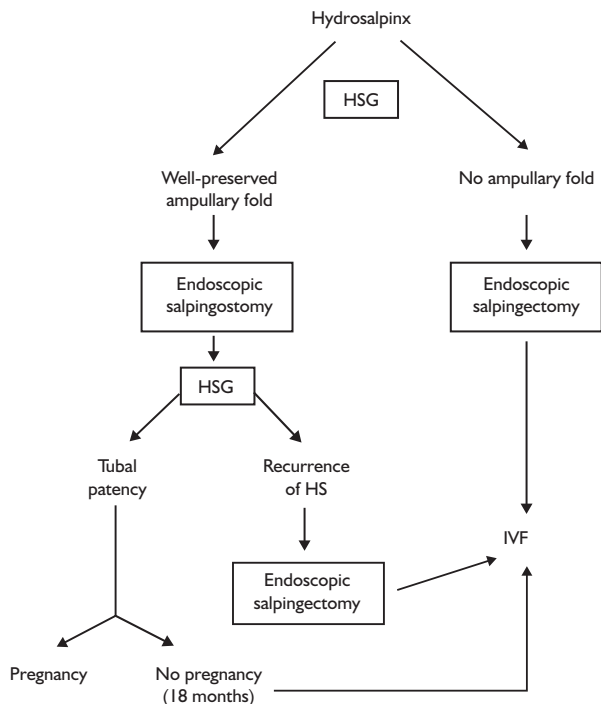 Hydrosalpinx
HSG
Well-preserved
ampullary fold
No ampullary fold
Endoscopic
salpingostomy
Endoscopic
salpingectomy
HSG
Tubal
patency
Recurrence
of HS
IVF
Endoscopic
salpingectomy
Pregnancy
No pregnancy
(18 months)